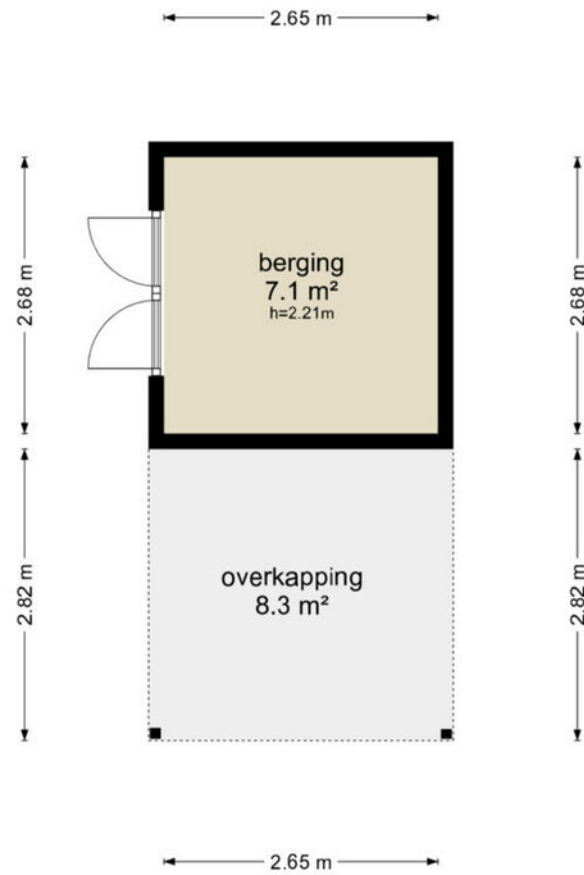 2.65 m
2.68 m
berging
7.1 m²
h=2.21m
2.68 m
2.82 m
overkapping
8.3 m²
2.82 m
2.65 m